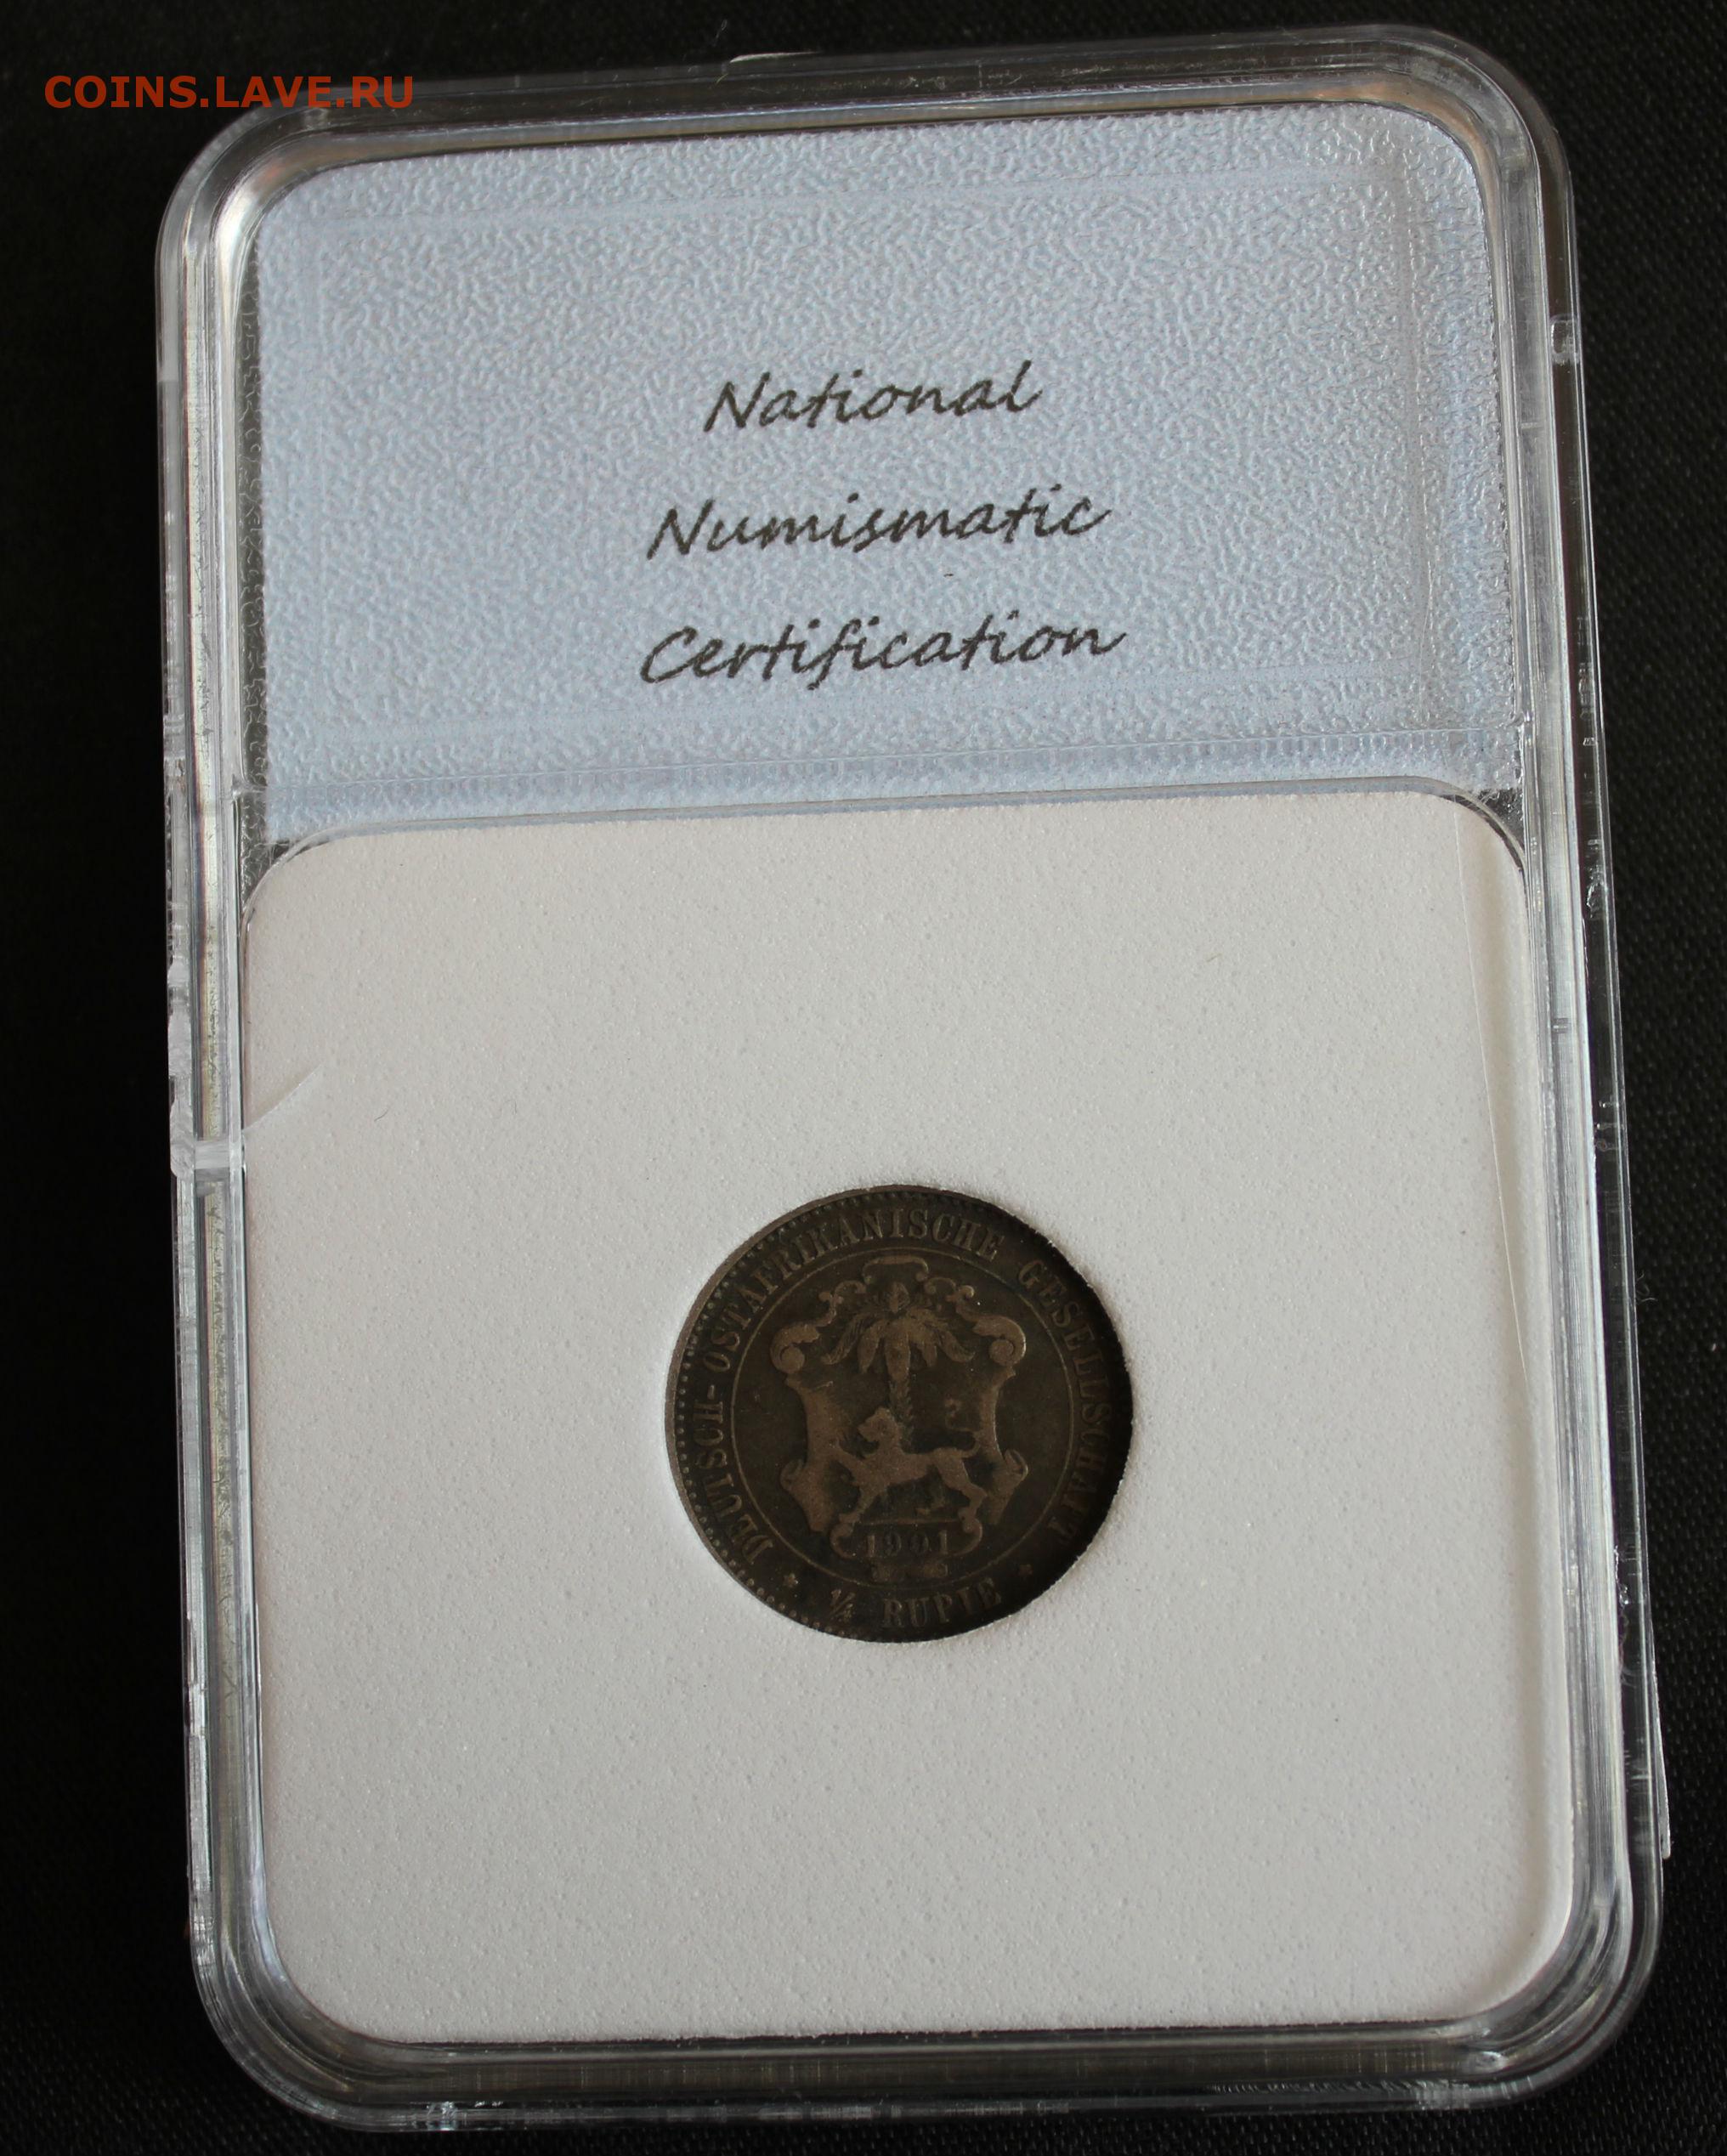 COINS.LAVE.RU
National
Numismatic
Certification
DEUTSCH-OSTAFRIKANISCHE GESELLSCHAFT
1901
* 1/4 RUPIE *